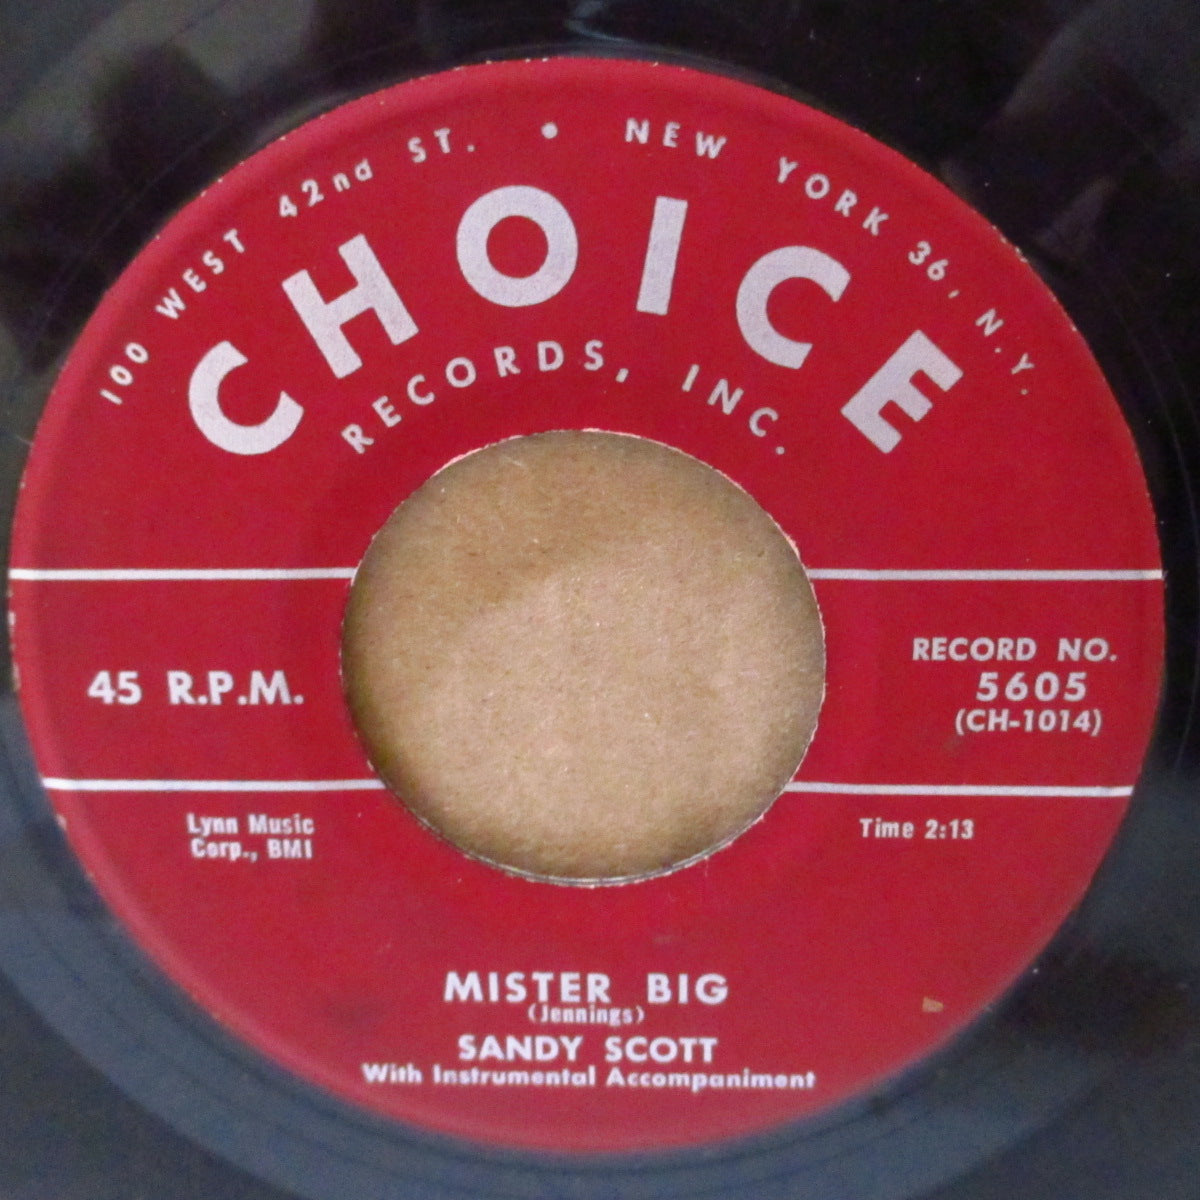 100 WEST 42nd ST. • NEW YORK 36, N.Y.
CHOICE
RECORDS, INC.
45 R.P.M.
RECORD NO.
5605
(CH-1014)
Lynn Music
Corp., BMI
Time 2:13
MISTER BIG
(Jennings)
SANDY SCOTT
With Instrumental Accompaniment